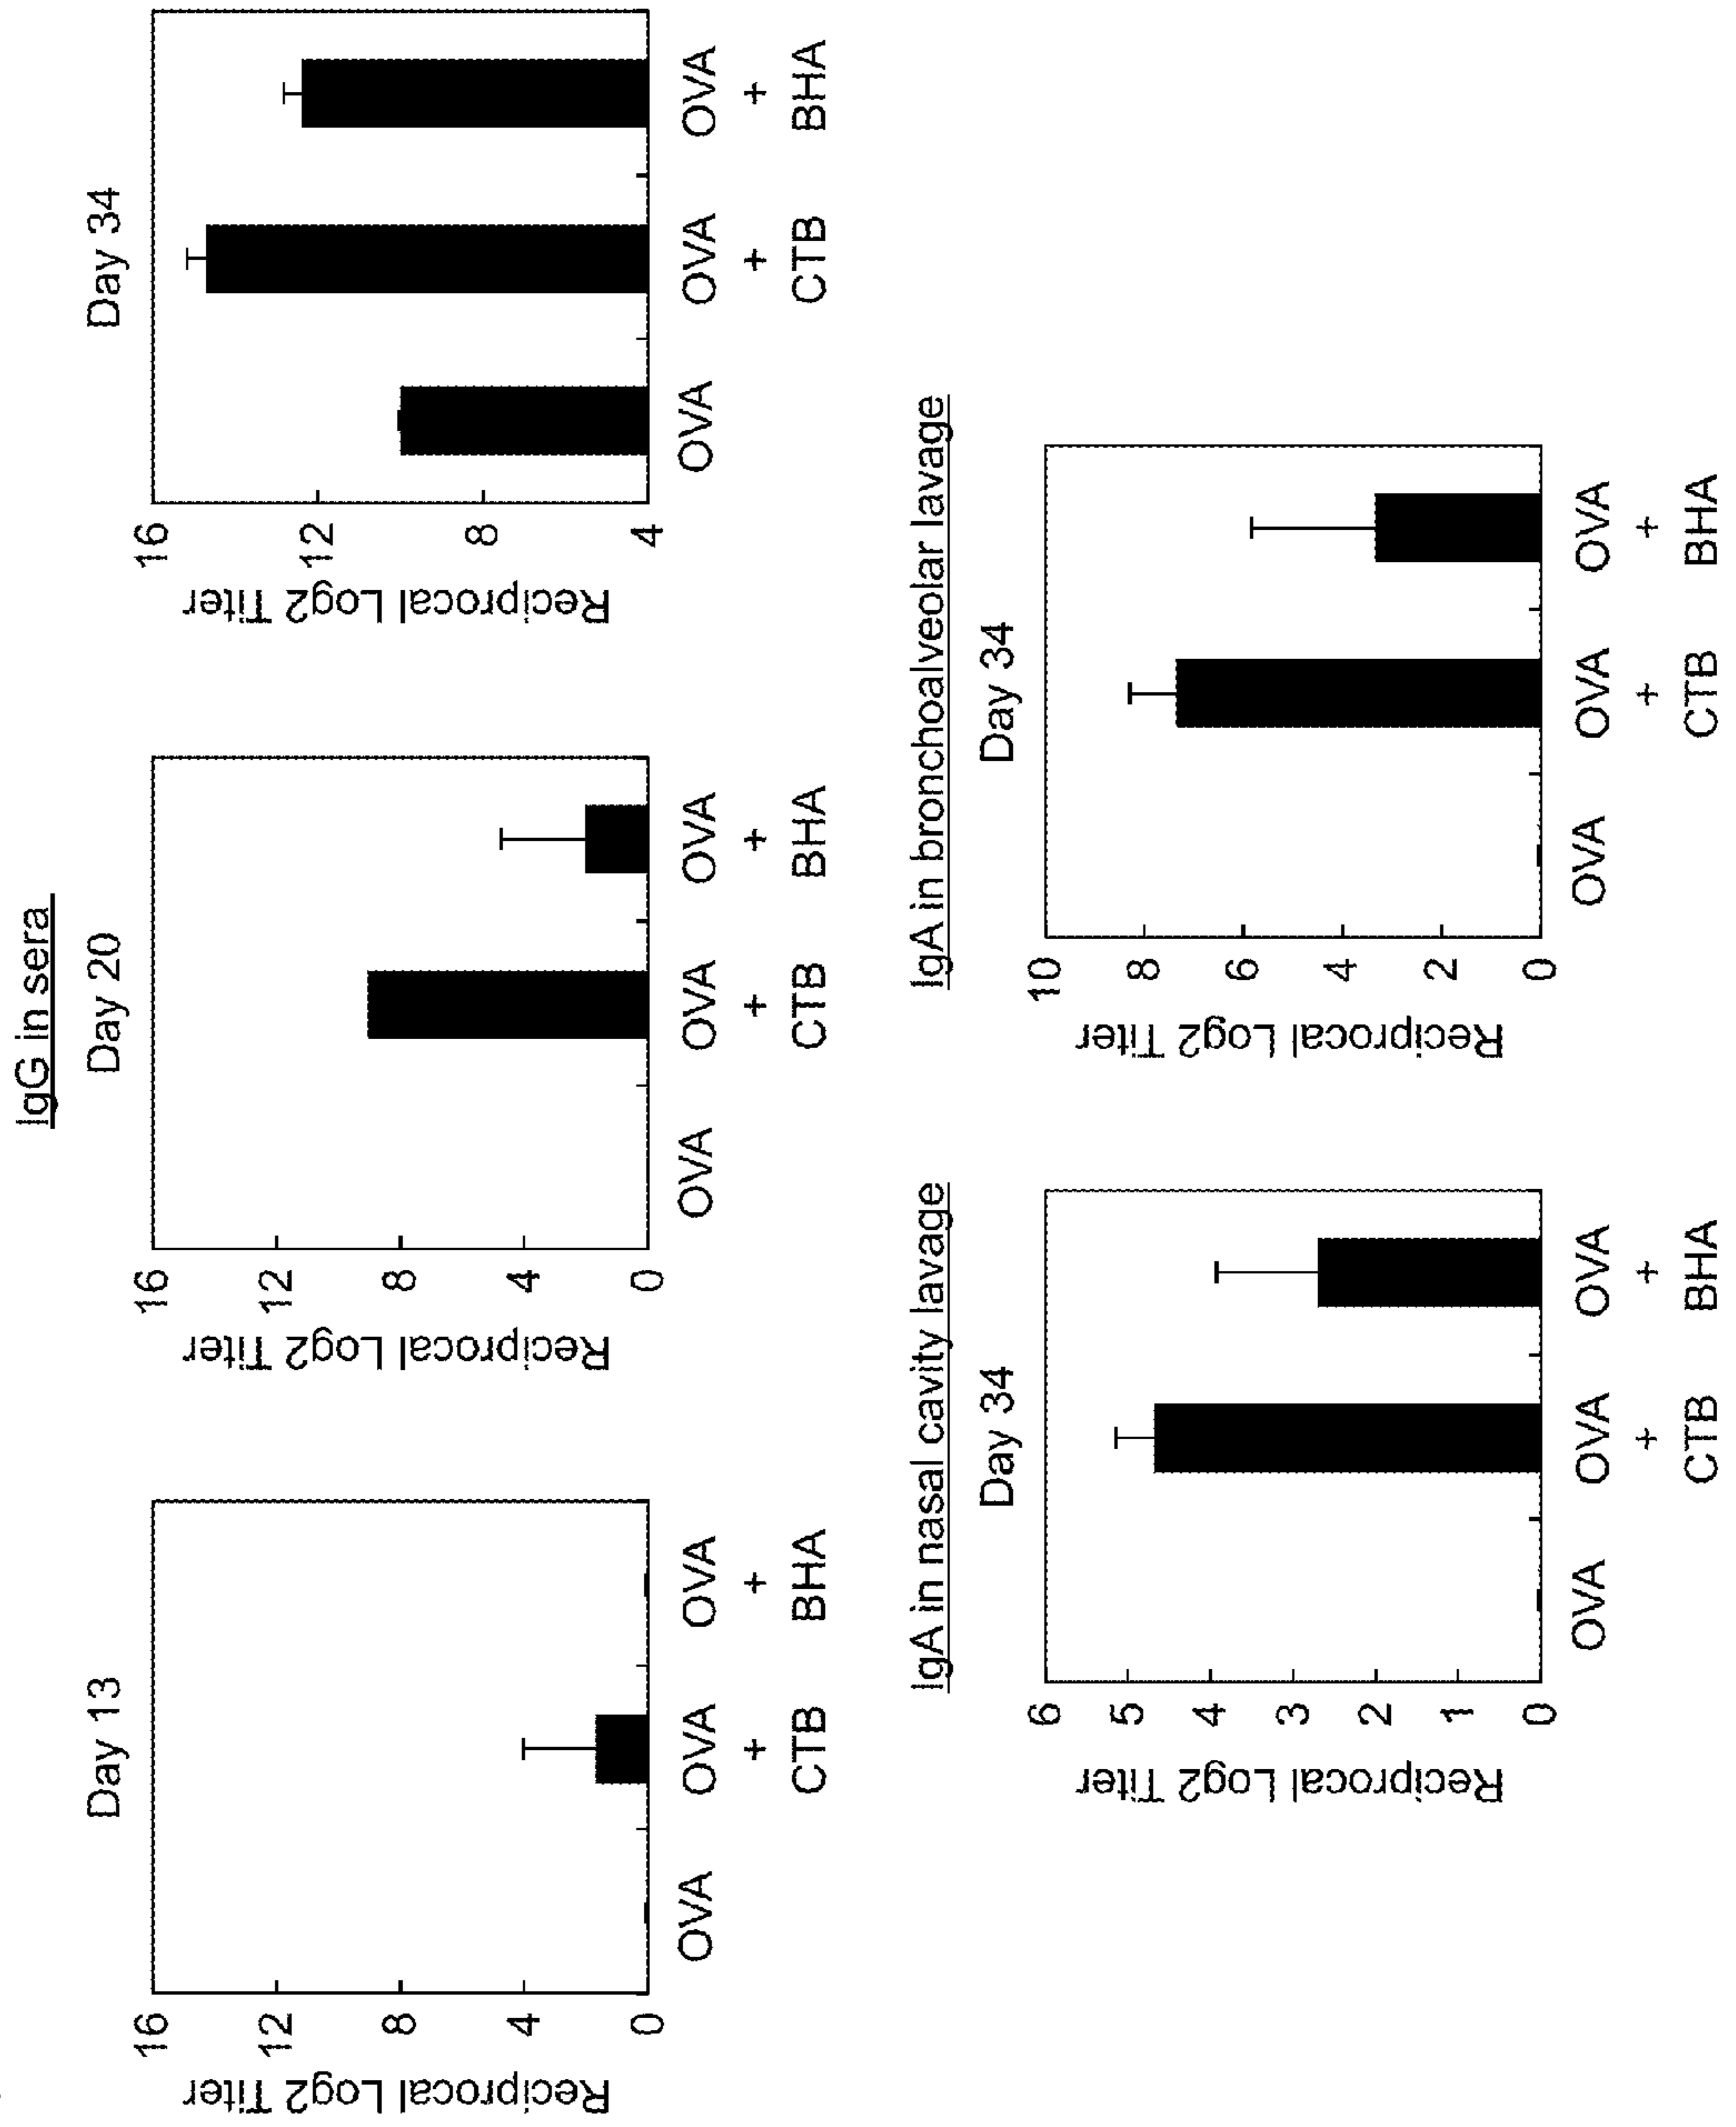 IgG in sera
Day 13
Reciprocal Log2 Titer
16
12
8
4
0
OVA
OVA
+
CTB
OVA
+
BHA
Day 20
Reciprocal Log2 Titer
16
12
8
4
0
OVA
OVA
+
CTB
OVA
+
BHA
Day 34
Reciprocal Log2 Titer
16
12
8
4
OVA
OVA
+
CTB
OVA
+
BHA
IgA in nasal cavity lavage
Day 34
Reciprocal Log2 Titer
6
5
4
3
2
1
0
OVA
OVA
+
CTB
OVA
+
BHA
IgA in bronchoalveolar lavage
Day 34
Reciprocal Log2 Titer
10
8
6
4
2
0
OVA
OVA
+
CTB
OVA
+
BHA